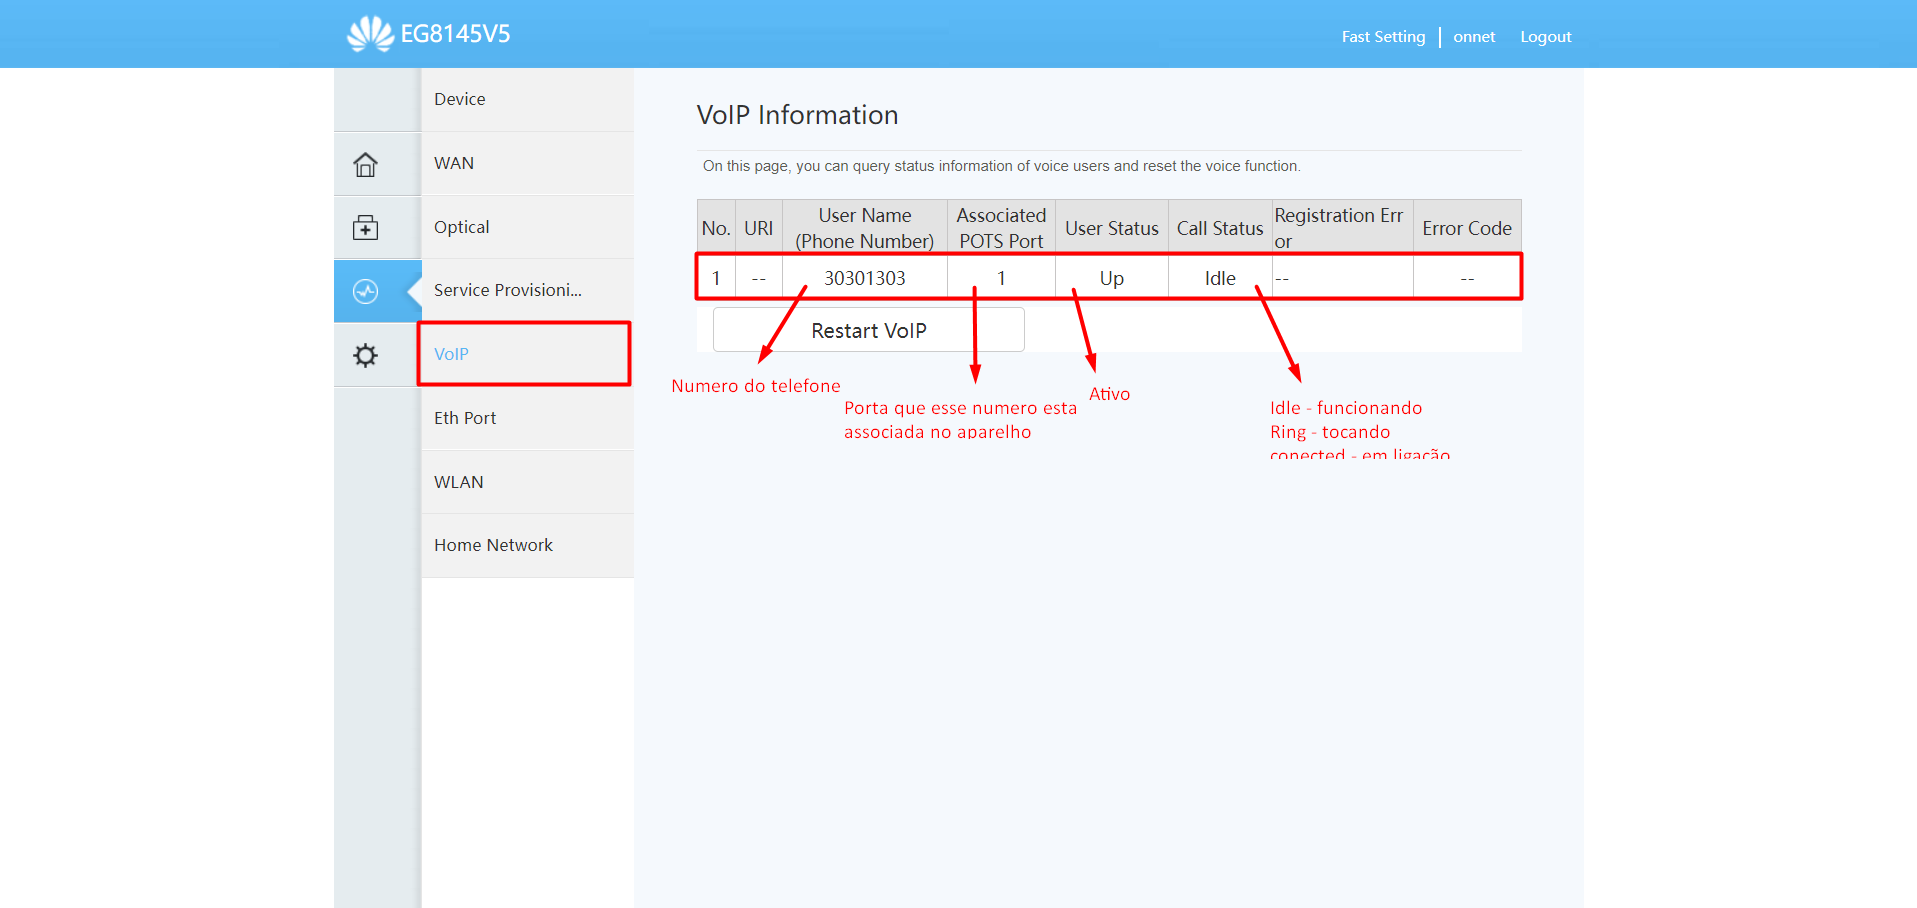 EG8145V5
Fast Setting | onnet Logout
Device
WAN
Optical
Service Provisioni...
VoIP
Eth Port
WLAN
Home Network
VoIP Information
On this page, you can query status information of voice users and reset the voice function.
No. URI User Name (Phone Number) Associated POTS Port User Status Call Status Registration Error Error Code
1 -- 30301303 1 Up Idle -- --
Restart VoIP
Numero do telefone
Porta que esse numero esta
associada no aparelho
Ativo
Idle - funcionando
Ring - tocando
conected - em ligação